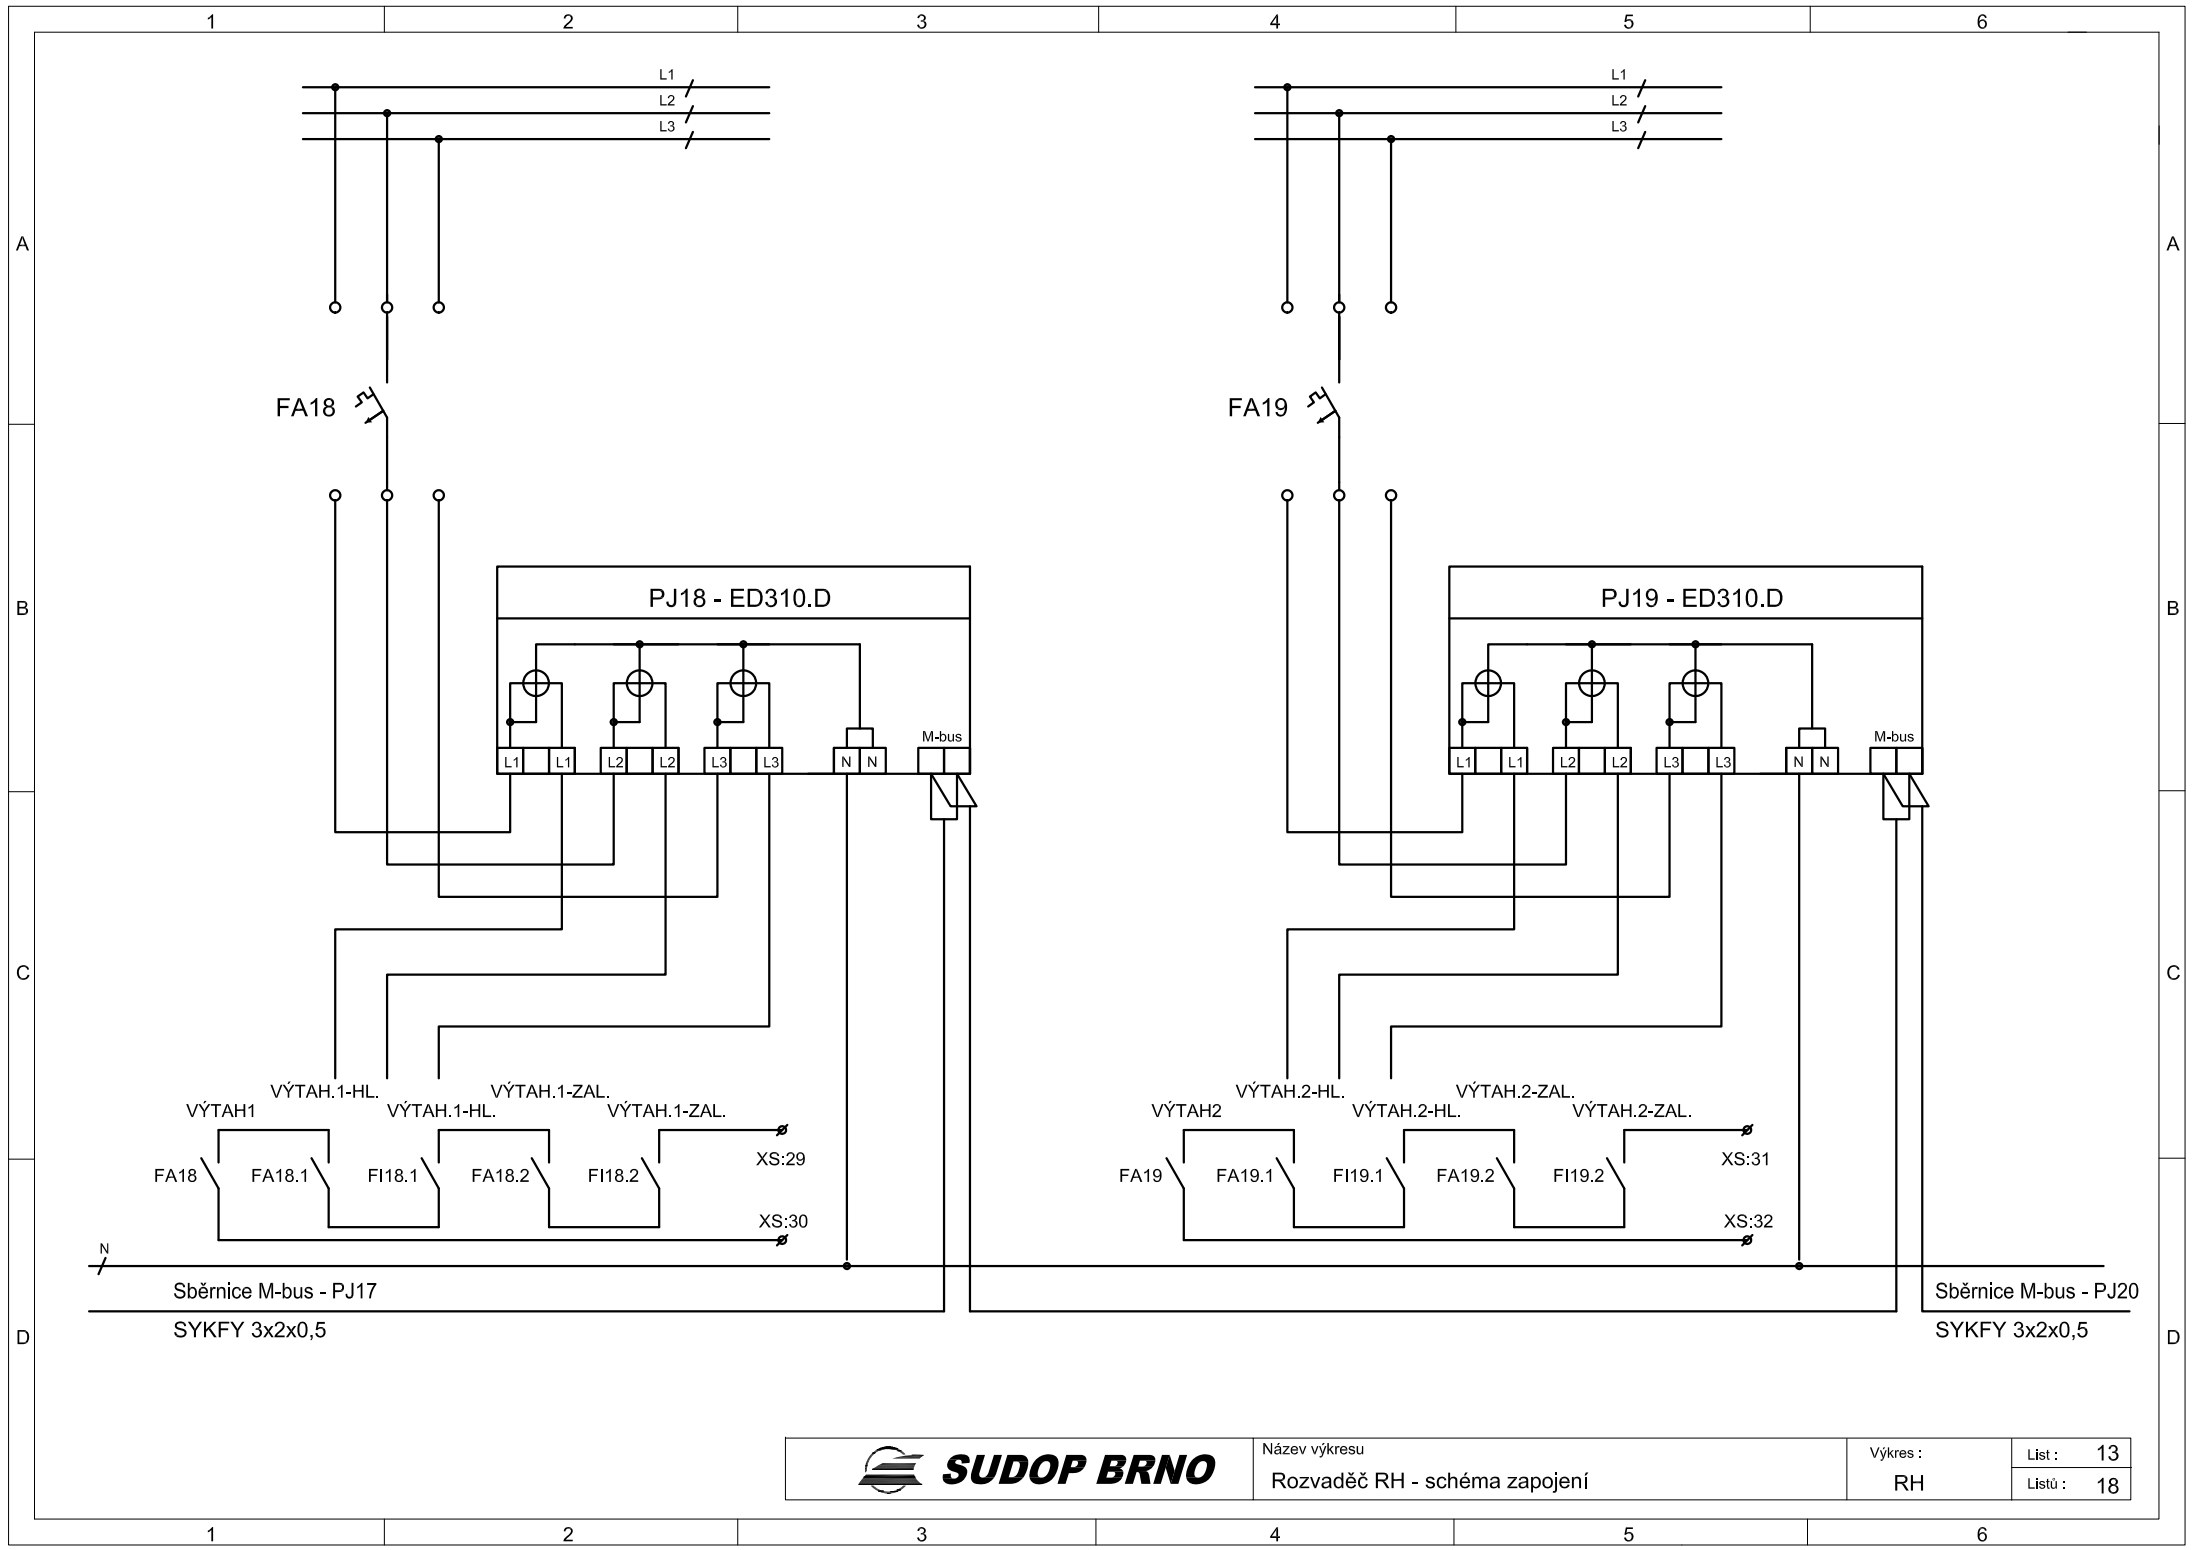 1 2 3 4 5 6
L1 L1
L2 L2
L3 L3
A A
FA18 FA19
PJ18 - ED310.D PJ19 - ED310.D
B B
M-bus M-bus
L1 L1 L2 L2 L3 L3 N N L1 L1 L2 L2 L3 L3 N N
C C
VÝTAH.1-HL. VÝTAH.1-ZAL. VÝTAH.2-HL. VÝTAH.2-ZAL.
VÝTAH1 VÝTAH.1-HL. VÝTAH.1-ZAL. VÝTAH2 VÝTAH.2-HL. VÝTAH.2-ZAL.
XS:29 XS:31
FA18 FA18.1 FI18.1 FA18.2 FI18.2 FA19 FA19.1 FI19.1 FA19.2 FI19.2
XS:30 XS:32
N
Sběrnice M-bus - PJ17 Sběrnice M-bus - PJ20
SYKFY 3x2x0,5 SYKFY 3x2x0,5
D D
SUDOP BRNO
Název výkresu
Rozvaděč RH - schéma zapojení
Výkres :
RH
List : 13
Listů : 18
1 2 3 4 5 6